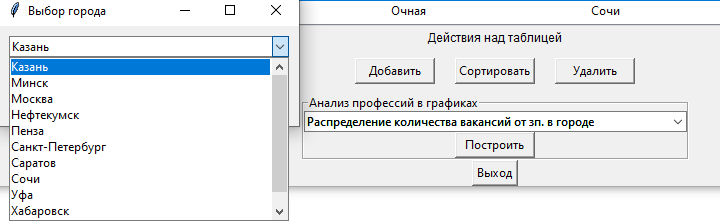 Выбор города
Казань
Казань
Минск
Москва
Нефтекумск
Пенза
Санкт-Петербург
Саратов
Сочи
Уфа
Хабаровск
Очная Сочи
Действия над таблицей
Добавить Сортировать Удалить
Анализ профессий в графиках
Распределение количества вакансий от зп. в городе
Построить
Выход